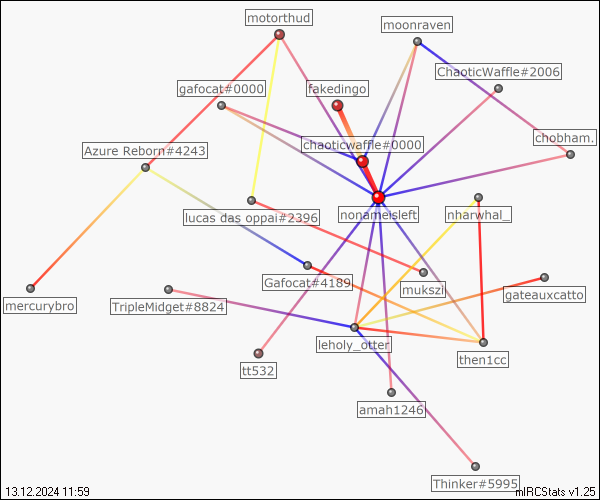 motorthud
moonraven
ChaoticWaffle#2006
gafocat#0000
fakedingo
chobham.
chaoticwaffle#0000
Azure Reborn#4243
lucas das oppai#2396
nonameisleft
nharwhal_
Gafocat#4189
mukszi
gateauxcatto
mercurybro
TripleMidget#8824
leholy_otter
then1cc
tt532
amah1246
Thinker#5995
13.12.2024 11:59
mIRCStats v1.25